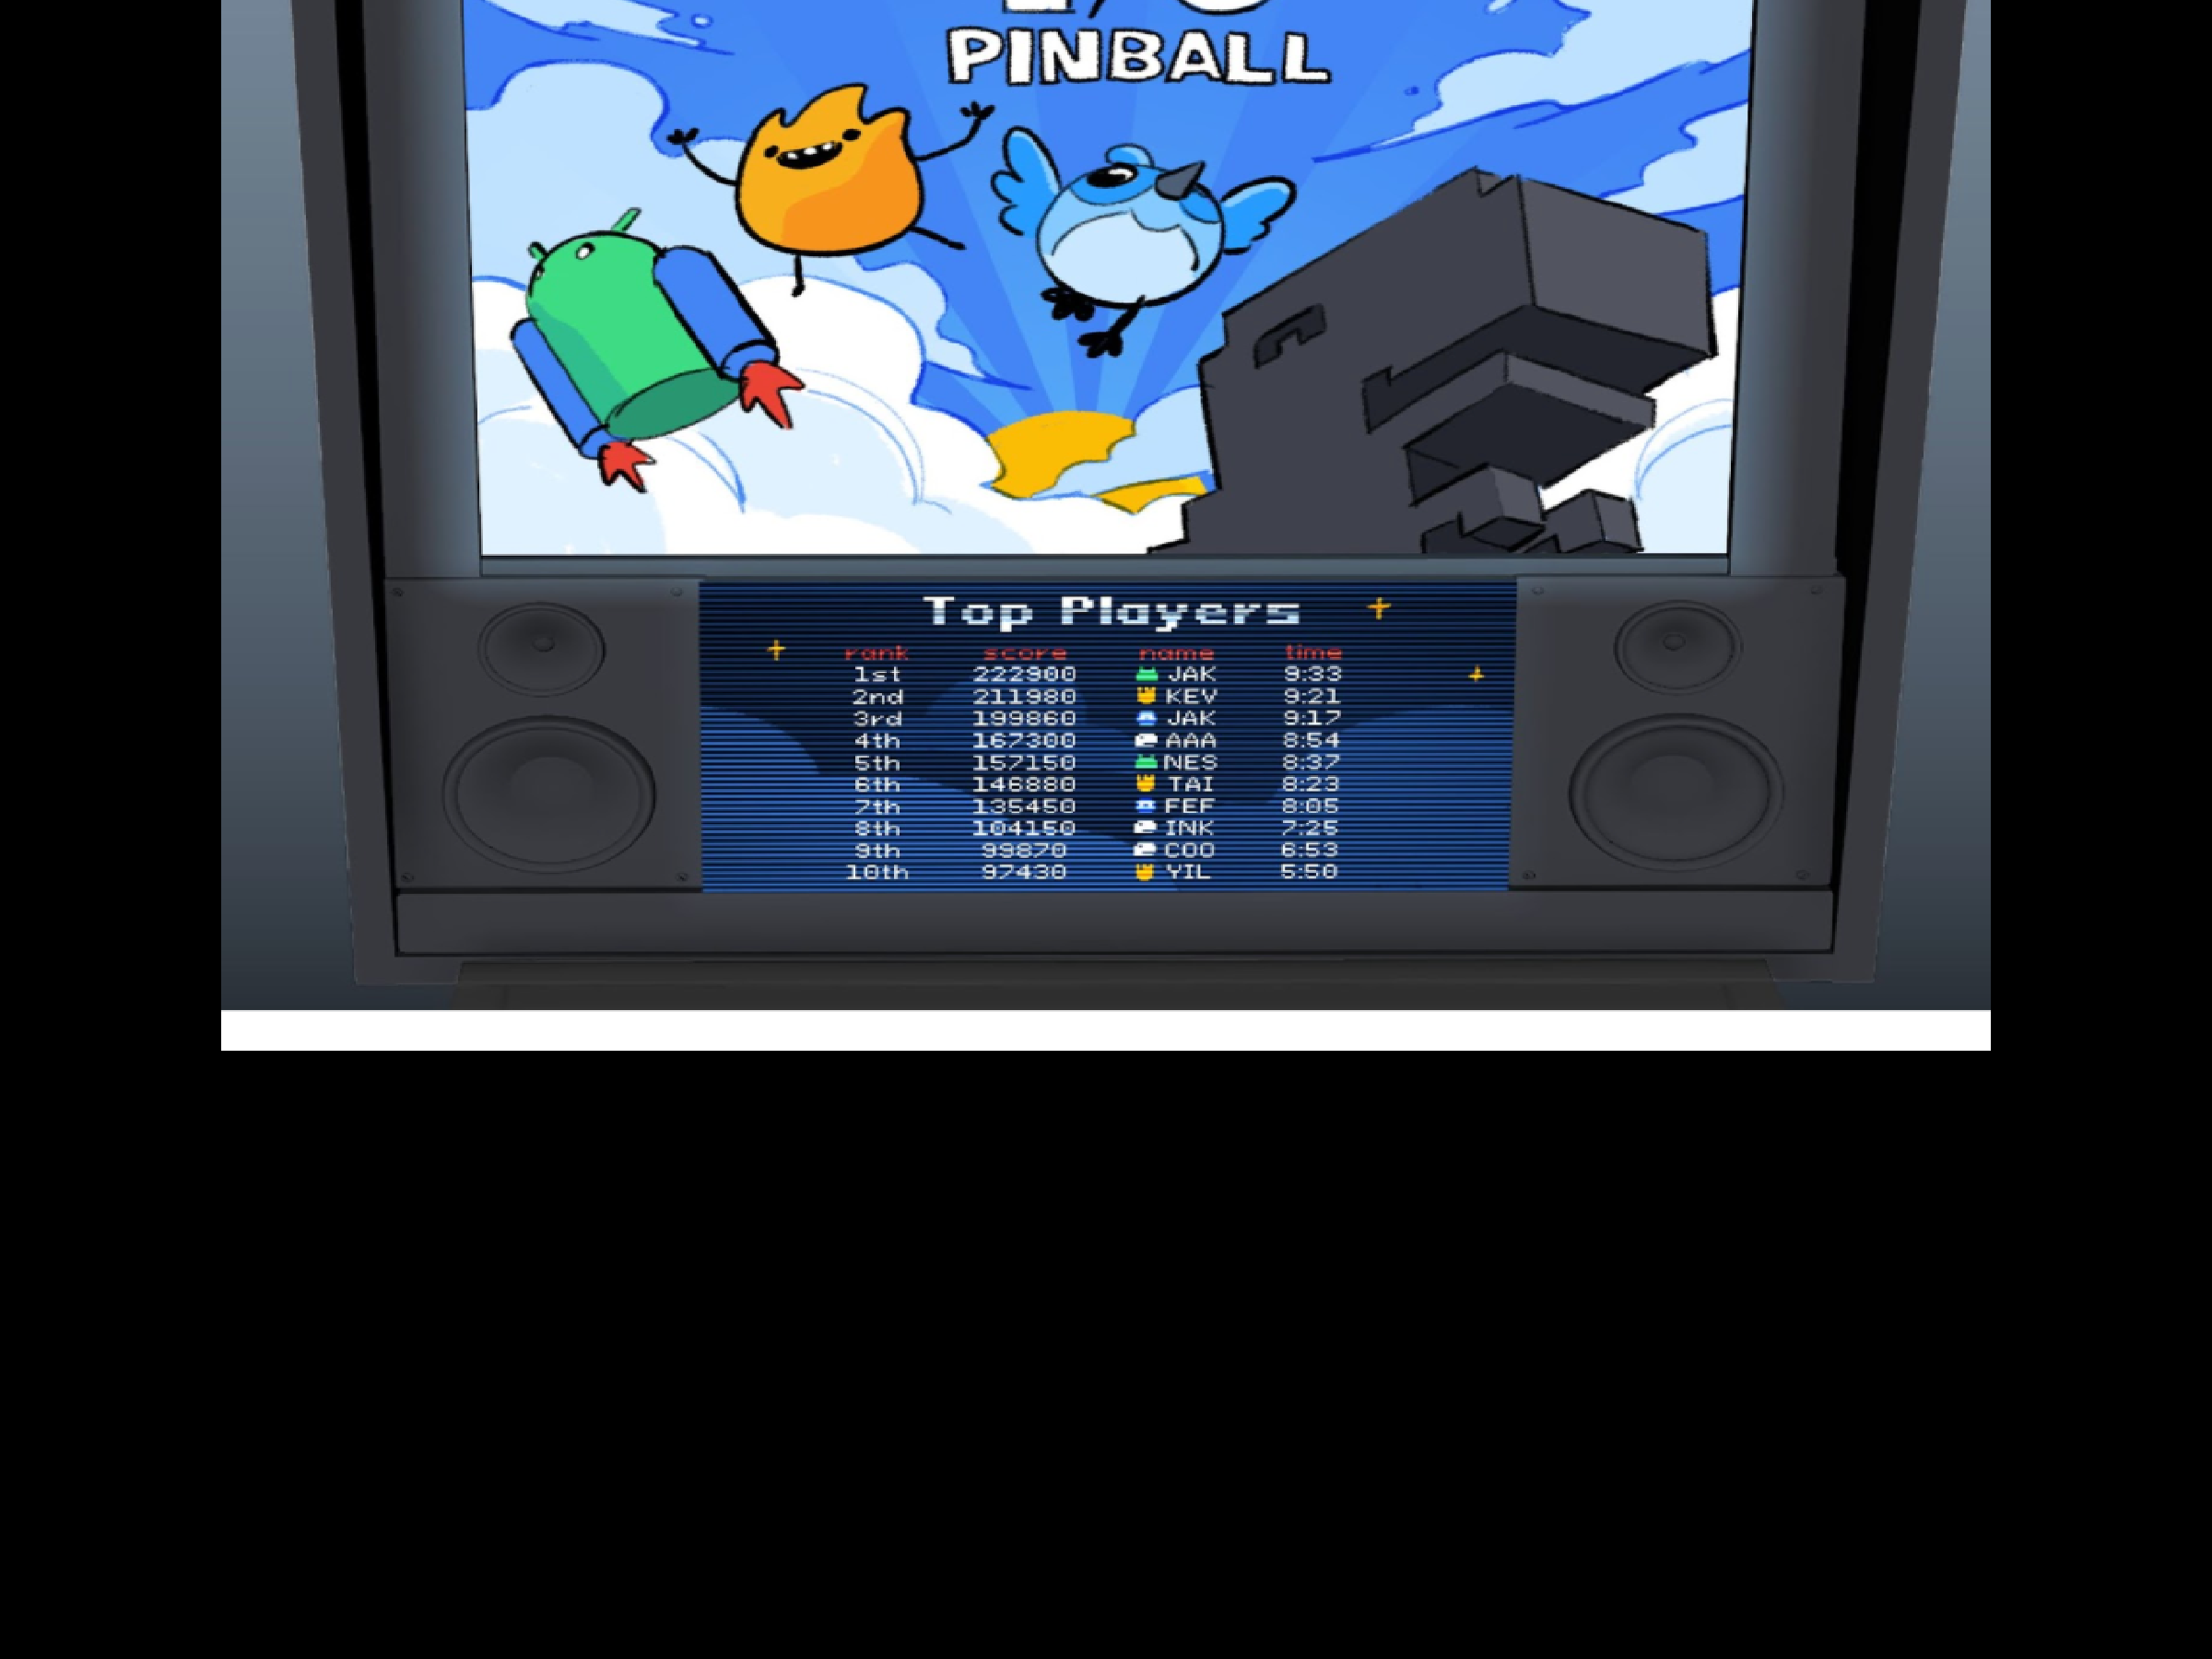 PINBALL
Top Players
rank score name time
1st 222900 JAK 9:33
2nd 211980 KEV 9:21
3rd 199860 JAK 9:17
4th 167300 AAA 8:54
5th 157150 NES 8:37
6th 146880 TAI 8:23
7th 135450 FEF 8:05
8th 104150 INK 7:25
9th 99870 COO 6:53
10th 97430 YIL 5:50